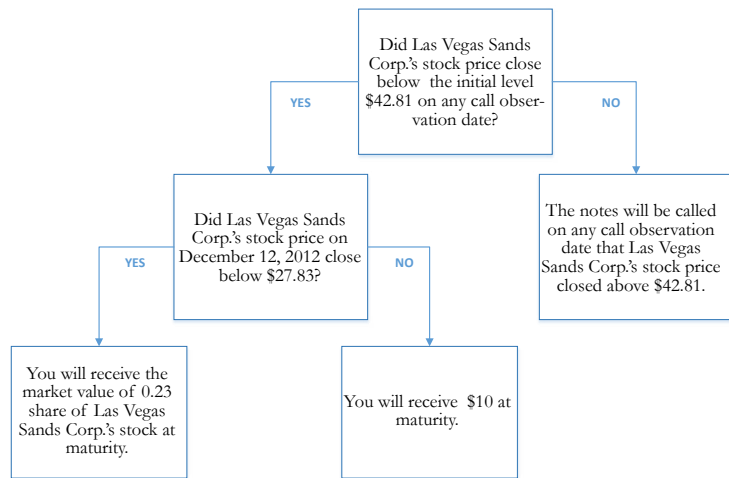 Did Las Vegas Sands
Corp.'s stock price close
below the initial level
$42.81 on any call obser-
vation date?
YES
NO
Did Las Vegas Sands
Corp.'s stock price on
December 12, 2012 close
below $27.83?
The notes will be called
on any call observation
date that Las Vegas
Sands Corp.'s stock price
closed above $42.81.
YES
NO
You will receive the
market value of 0.23
share of Las Vegas
Sands Corp.'s stock at
maturity.
You will receive $10 at
maturity.